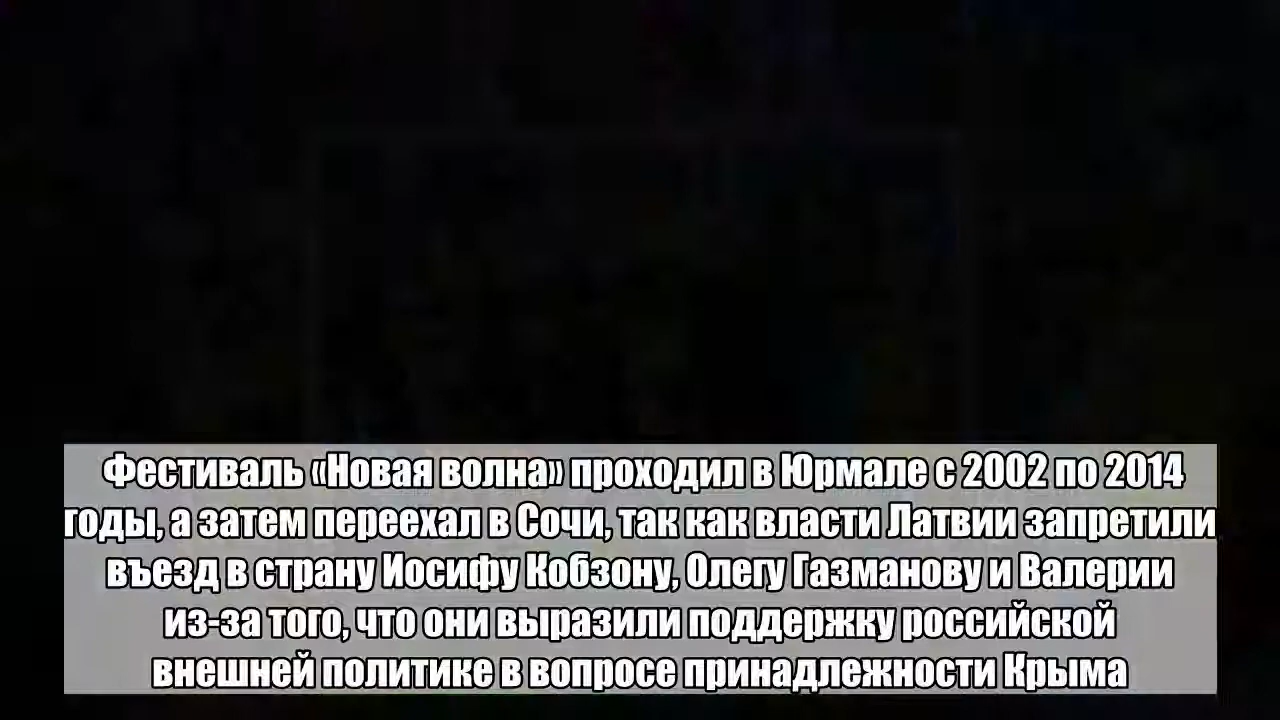 Фестиваль «Новая волна» проходил в Юрмале с 2002 по 2014
годы, а затем переехал в Сочи, так как власти Латвии запретили
въезд в страну Иосифу Кобзону, Олегу Газманову и Валерии
из-за того, что они выразили поддержку российской
внешней политике в вопросе принадлежности Крыма